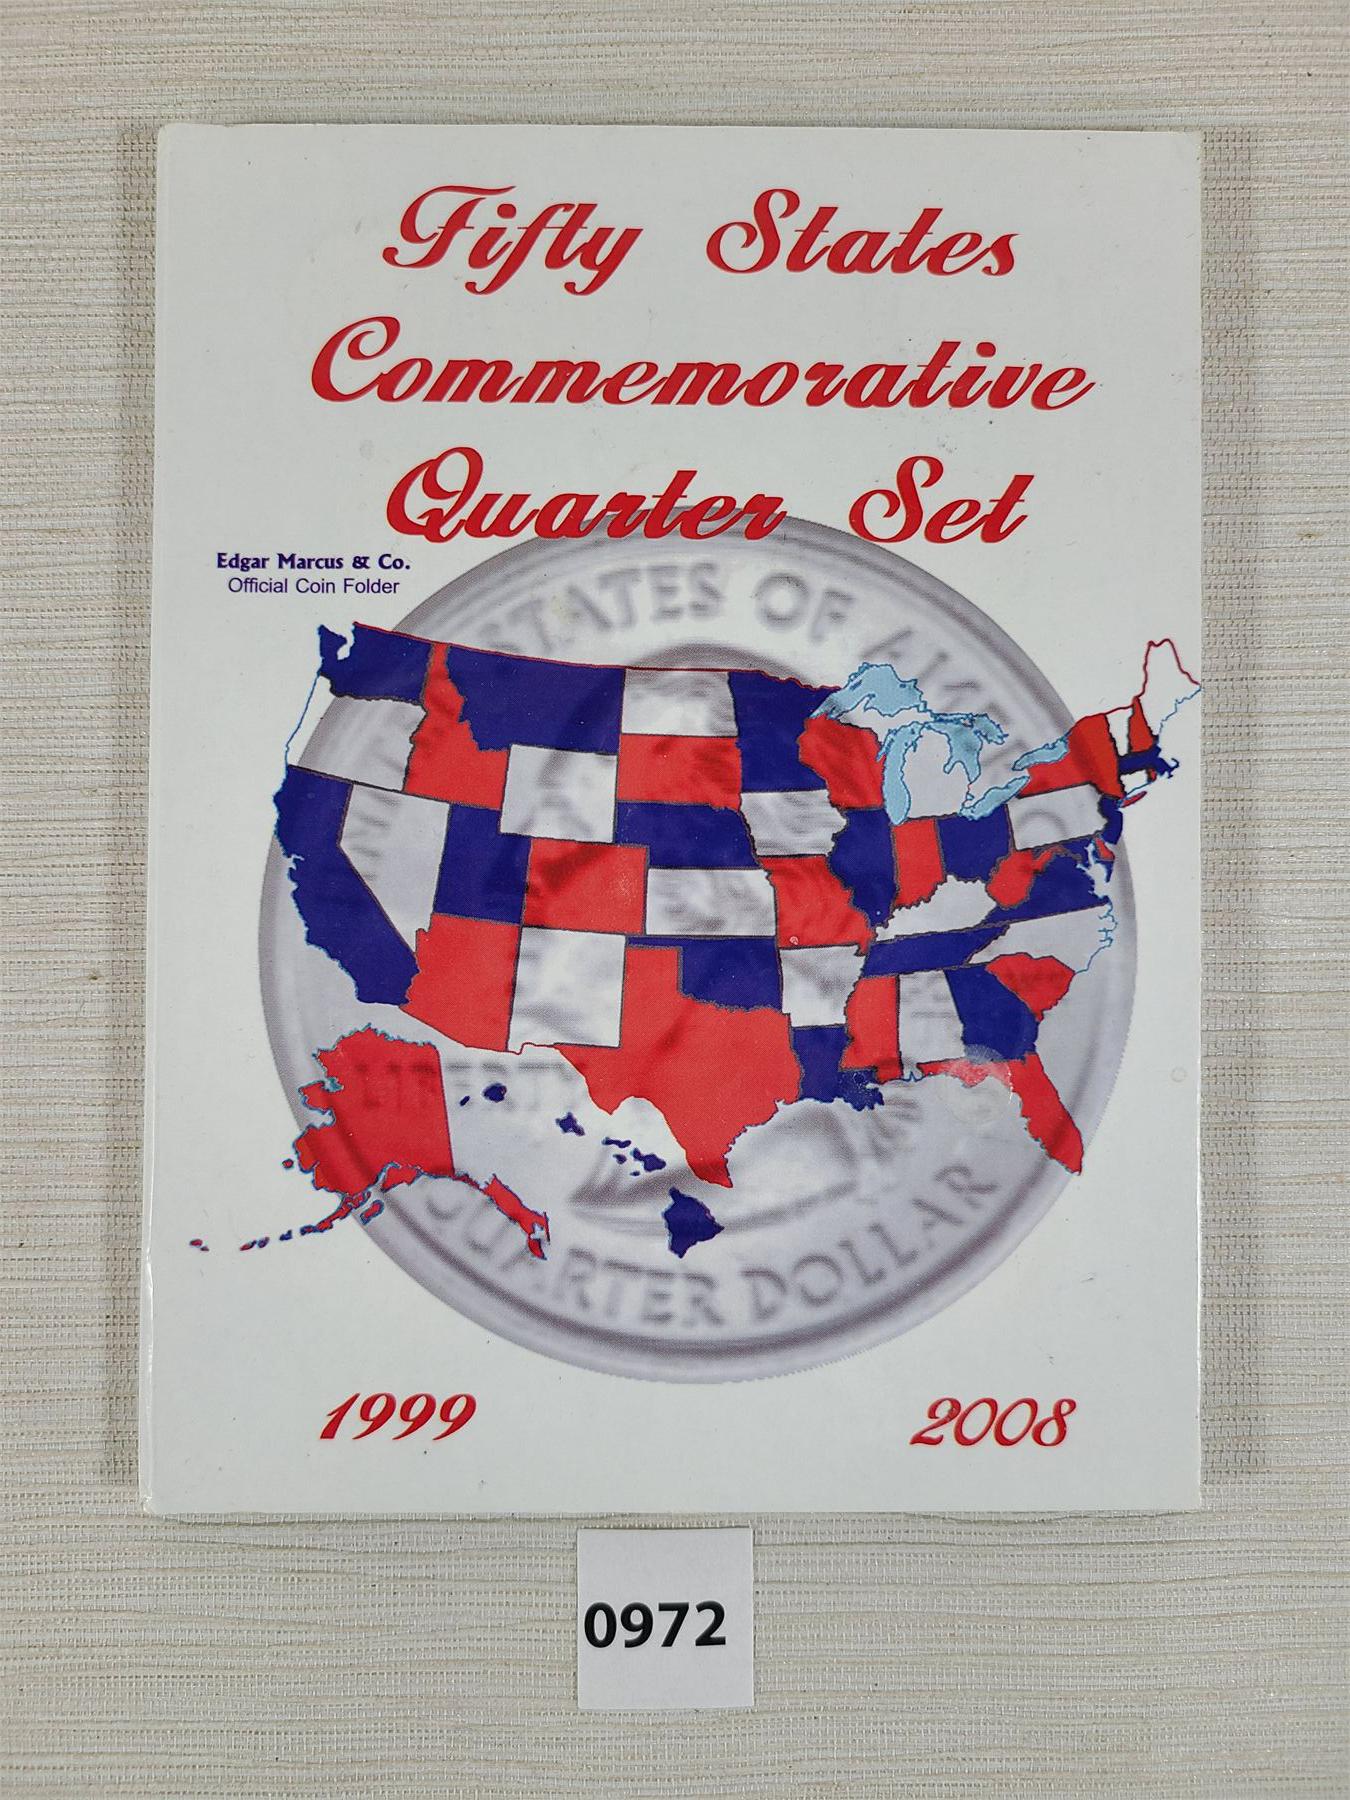 Fifty States
Commemorative
Quarter Set
Edgar Marcus & Co.
Official Coin Folder
STATES OF AME
LIBERTY
QUARTER DOLLAR
1999
2008
0972